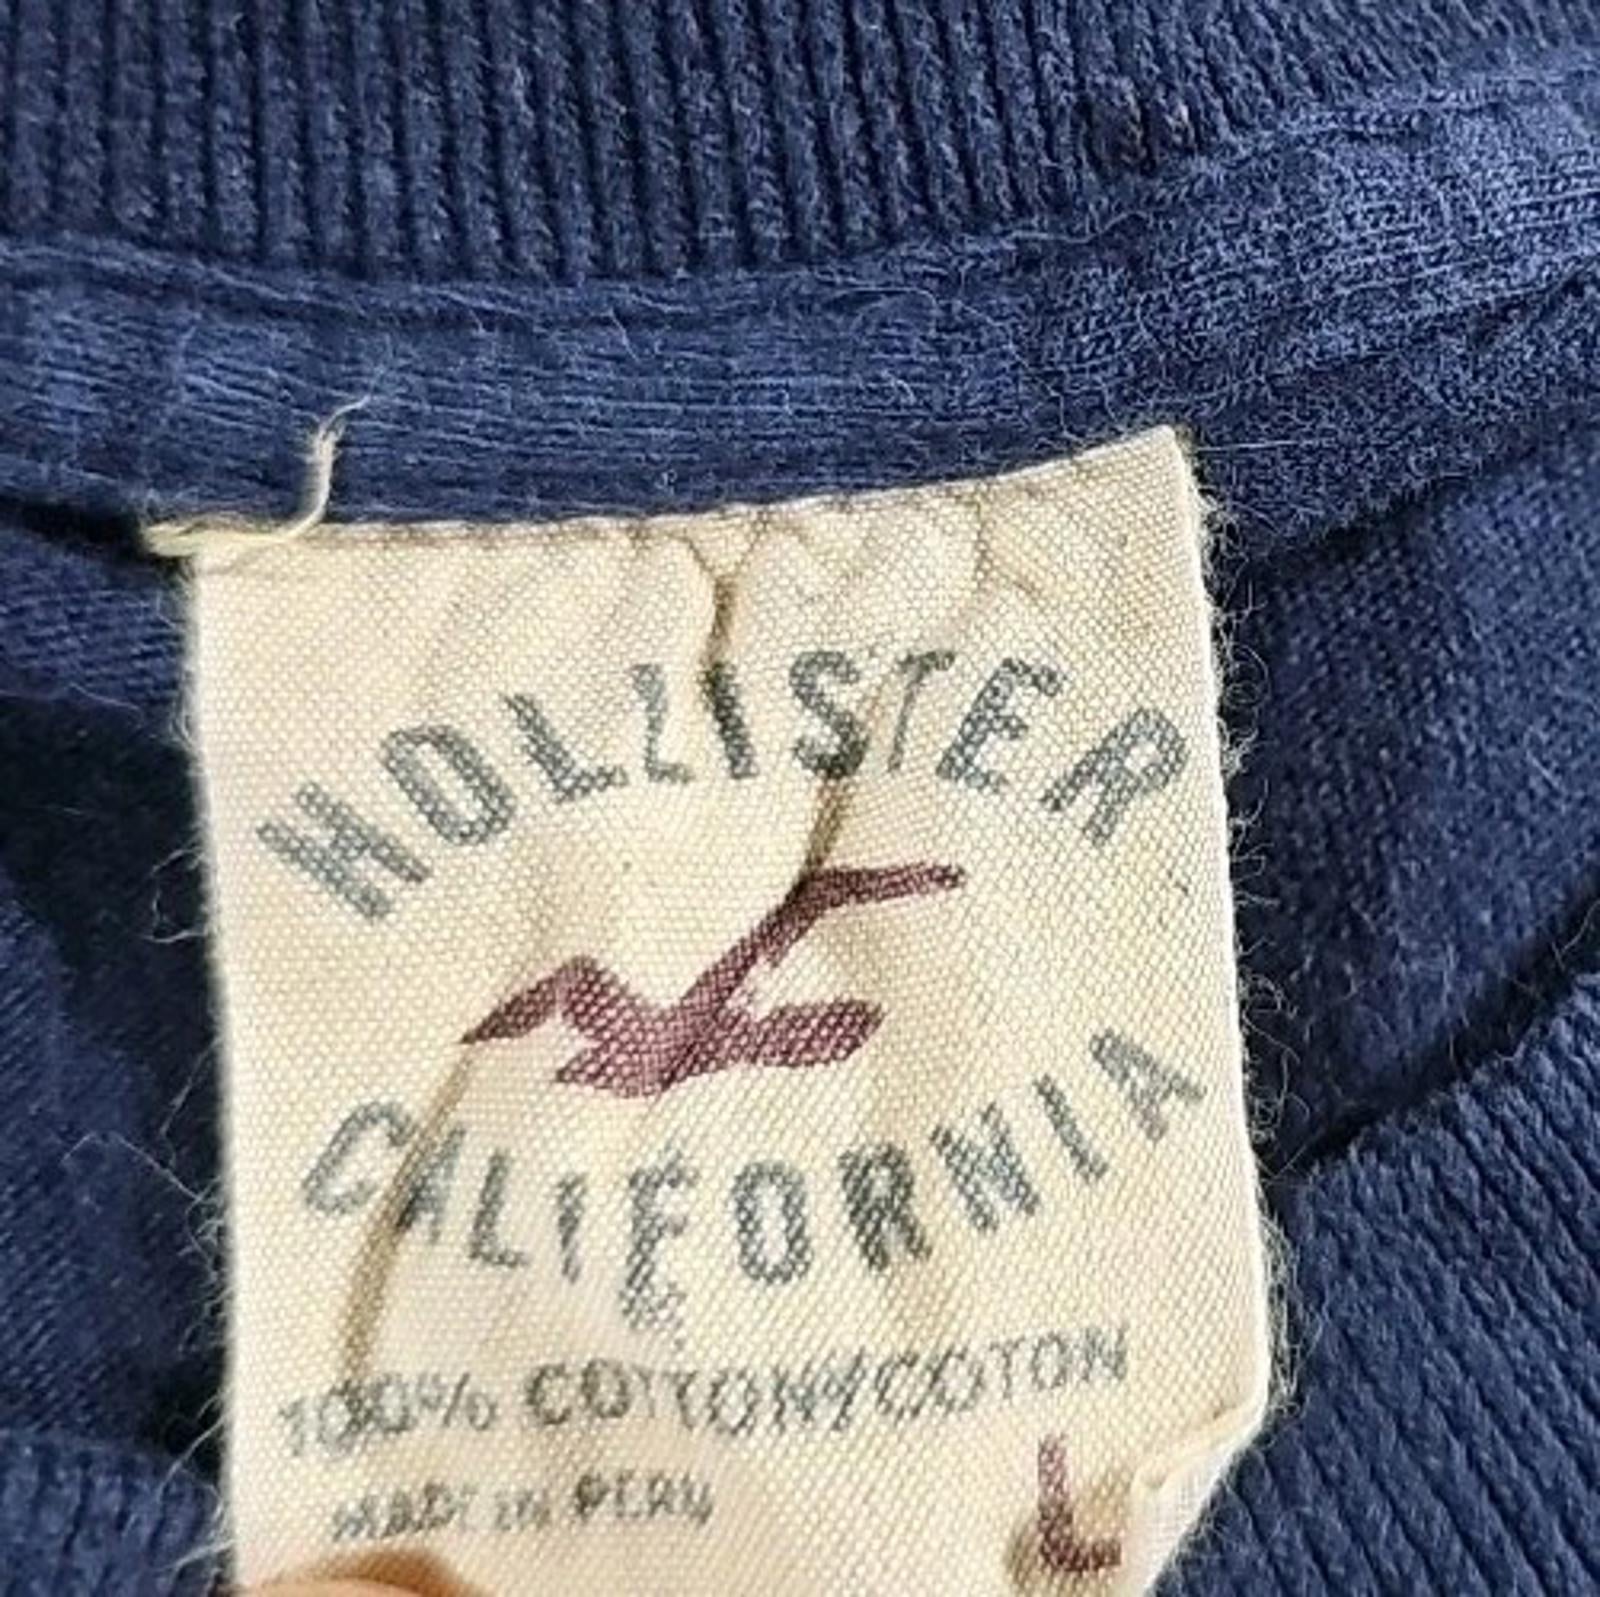 HOLLISTER
CALIFORNIA
100% COTTON/COTON
MADE IN PERU
L